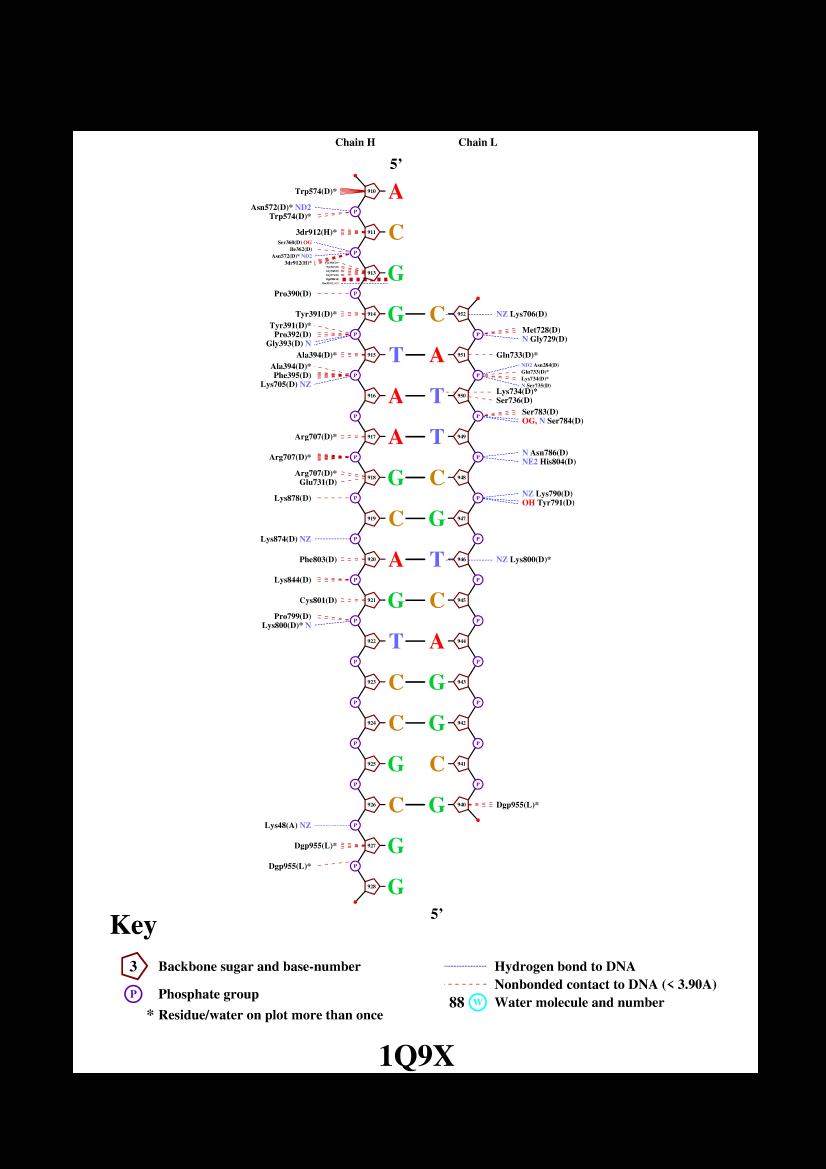 Chain H Chain L
5'
Trp574(D)* 910 A
Asn572(D)* ND2 P
Trp574(D)*
3dr912(H)* 911 C
Ser360(D) OG
Ile362(D) P
Asn572(D)* ND2
3dr912(H)*
913 G
Pro390(D) P
Tyr391(D)* 914 G C 952 NZ Lys706(D)
Tyr391(D)* Met728(D)
Pro392(D) P P
Gly393(D) N N Gly729(D)
Ala394(D)* 915 T A 951 Glu733(D)*
ND2 Asn284(D)
Ala394(D)* Glu733(D)*
Phe395(D) P P Lys734(D)*
Lys705(D) NZ N Ser735(D)
Lys734(D)*
916 A T 950
Ser736(D)
Ser783(D)
P P
OG, N Ser784(D)
Arg707(D)* 917 A T 949
N Asn786(D)
Arg707(D)* P P
NE2 His804(D)
Arg707(D)*
918 G C 948
Glu731(D)
NZ Lys790(D)
Lys878(D) P P
OH Tyr791(D)
919 C G 947
Lys874(D) NZ P P
Phe803(D) 920 A T 946 NZ Lys800(D)*
Lys844(D) P P
Cys801(D) 921 G C 945
Pro799(D)
P P
Lys800(D)* N
922 T A 944
P P
923 C G 943
P P
924 C G 942
P P
925 G C 941
P P
926 C G 940 Dgp955(L)*
Lys48(A) NZ P
Dgp955(L)* 927 G
Dgp955(L)* P
928 G
5'
Key
3 Backbone sugar and base-number
P Phosphate group
* Residue/water on plot more than once
Hydrogen bond to DNA
Nonbonded contact to DNA (< 3.90A)
88 W Water molecule and number
1Q9X